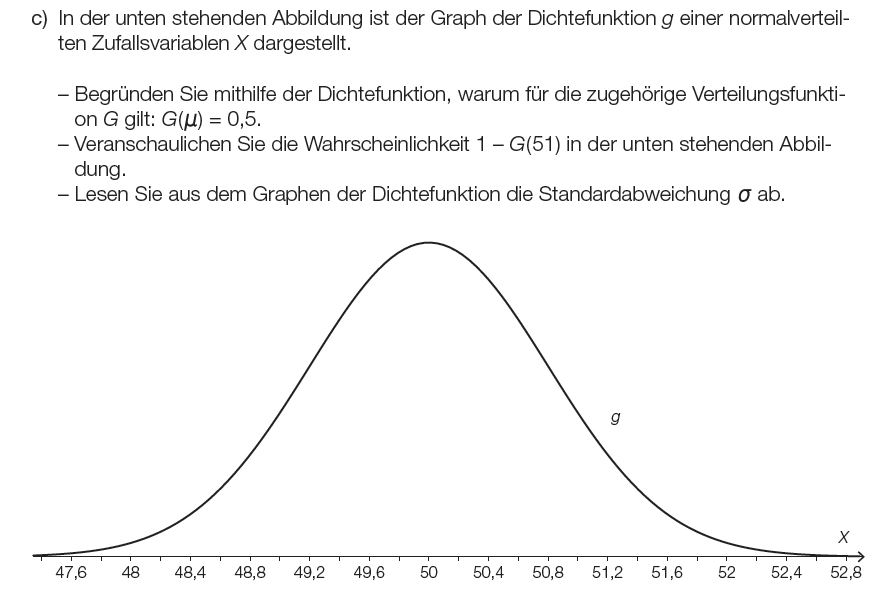 c) In der unten stehenden Abbildung ist der Graph der Dichtefunktion g einer normalverteil-
ten Zufallsvariablen X dargestellt.
– Begründen Sie mithilfe der Dichtefunktion, warum für die zugehörige Verteilungsfunkti-
on G gilt: G(μ) = 0,5.
– Veranschaulichen Sie die Wahrscheinlichkeit 1 – G(51) in der unten stehenden Abbil-
dung.
– Lesen Sie aus dem Graphen der Dichtefunktion die Standardabweichung σ ab.
g
X
47,6 48 48,4 48,8 49,2 49,6 50 50,4 50,8 51,2 51,6 52 52,4 52,8